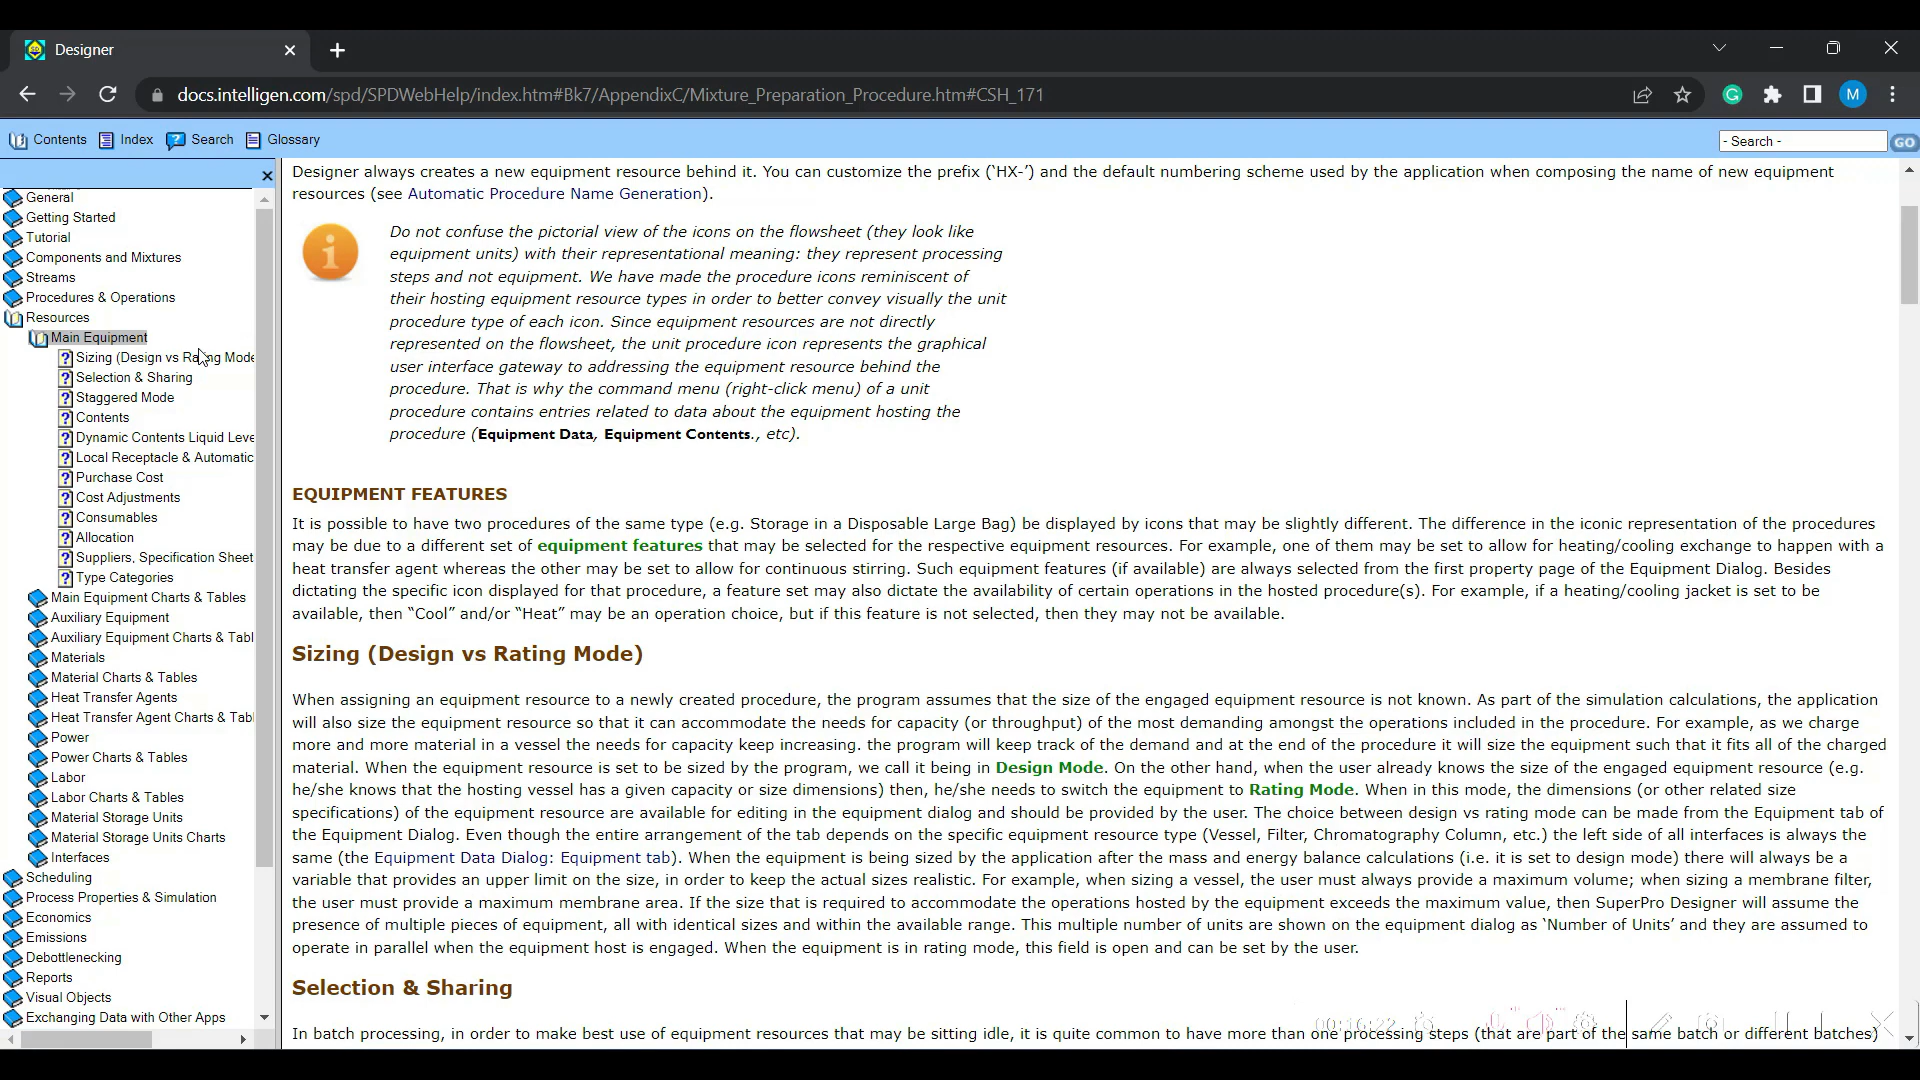 Designer
docs.intelligen.com/spd/SPDWebHelp/index.htm#Bk7/AppendixC/Mixture_Preparation_Procedure.htm#CSH_171
M
Contents Index Search Glossary
- Search -
GO
General
Getting Started
Tutorial
Components and Mixtures
Streams
Procedures & Operations
Resources
Main Equipment
Sizing (Design vs Rating Mode
Selection & Sharing
Staggered Mode
Contents
Dynamic Contents Liquid Leve
Local Receptacle & Automatic
Purchase Cost
Cost Adjustments
Consumables
Allocation
Suppliers, Specification Sheet
Type Categories
Main Equipment Charts & Tables
Auxiliary Equipment
Auxiliary Equipment Charts & Tabl
Materials
Material Charts & Tables
Heat Transfer Agents
Heat Transfer Agent Charts & Tabl
Power
Power Charts & Tables
Labor
Labor Charts & Tables
Material Storage Units
Material Storage Units Charts
Interfaces
Scheduling
Process Properties & Simulation
Economics
Emissions
Debottlenecking
Reports
Visual Objects
Exchanging Data with Other Apps
Designer always creates a new equipment resource behind it. You can customize the prefix (‘HX-’) and the default numbering scheme used by the application when composing the name of new equipment
resources (see Automatic Procedure Name Generation).
Do not confuse the pictorial view of the icons on the flowsheet (they look like
equipment units) with their representational meaning: they represent processing
steps and not equipment. We have made the procedure icons reminiscent of
their hosting equipment resource types in order to better convey visually the unit
procedure type of each icon. Since equipment resources are not directly
represented on the flowsheet, the unit procedure icon represents the graphical
user interface gateway to addressing the equipment resource behind the
procedure. That is why the command menu (right-click menu) of a unit
procedure contains entries related to data about the equipment hosting the
procedure (Equipment Data, Equipment Contents., etc).
EQUIPMENT FEATURES
It is possible to have two procedures of the same type (e.g. Storage in a Disposable Large Bag) be displayed by icons that may be slightly different. The difference in the iconic representation of the procedures
may be due to a different set of equipment features that may be selected for the respective equipment resources. For example, one of them may be set to allow for heating/cooling exchange to happen with a
heat transfer agent whereas the other may be set to allow for continuous stirring. Such equipment features (if available) are always selected from the first property page of the Equipment Dialog. Besides
dictating the specific icon displayed for that procedure, a feature set may also dictate the availability of certain operations in the hosted procedure(s). For example, if a heating/cooling jacket is set to be
available, then “Cool” and/or “Heat” may be an operation choice, but if this feature is not selected, then they may not be available.
Sizing (Design vs Rating Mode)
When assigning an equipment resource to a newly created procedure, the program assumes that the size of the engaged equipment resource is not known. As part of the simulation calculations, the application
will also size the equipment resource so that it can accommodate the needs for capacity (or throughput) of the most demanding amongst the operations included in the procedure. For example, as we charge
more and more material in a vessel the needs for capacity keep increasing. the program will keep track of the demand and at the end of the procedure it will size the equipment such that it fits all of the charged
material. When the equipment resource is set to be sized by the program, we call it being in Design Mode. On the other hand, when the user already knows the size of the engaged equipment resource (e.g.
he/she knows that the hosting vessel has a given capacity or size dimensions) then, he/she needs to switch the equipment to Rating Mode. When in this mode, the dimensions (or other related size
specifications) of the equipment resource are available for editing in the equipment dialog and should be provided by the user. The choice between design vs rating mode can be made from the Equipment tab of
the Equipment Dialog. Even though the entire arrangement of the tab depends on the specific equipment resource type (Vessel, Filter, Chromatography Column, etc.) the left side of all interfaces is always the
same (the Equipment Data Dialog: Equipment tab). When the equipment is being sized by the application after the mass and energy balance calculations (i.e. it is set to design mode) there will always be a
variable that provides an upper limit on the size, in order to keep the actual sizes realistic. For example, when sizing a vessel, the user must always provide a maximum volume; when sizing a membrane filter,
the user must provide a maximum membrane area. If the size that is required to accommodate the operations hosted by the equipment exceeds the maximum value, then SuperPro Designer will assume the
presence of multiple pieces of equipment, all with identical sizes and within the available range. This multiple number of units are shown on the equipment dialog as ‘Number of Units’ and they are assumed to
operate in parallel when the equipment host is engaged. When the equipment is in rating mode, this field is open and can be set by the user.
Selection & Sharing
In batch processing, in order to make best use of equipment resources that may be sitting idle, it is quite common to have more than one processing steps (that are part of the same batch or different batches)
00:16:22